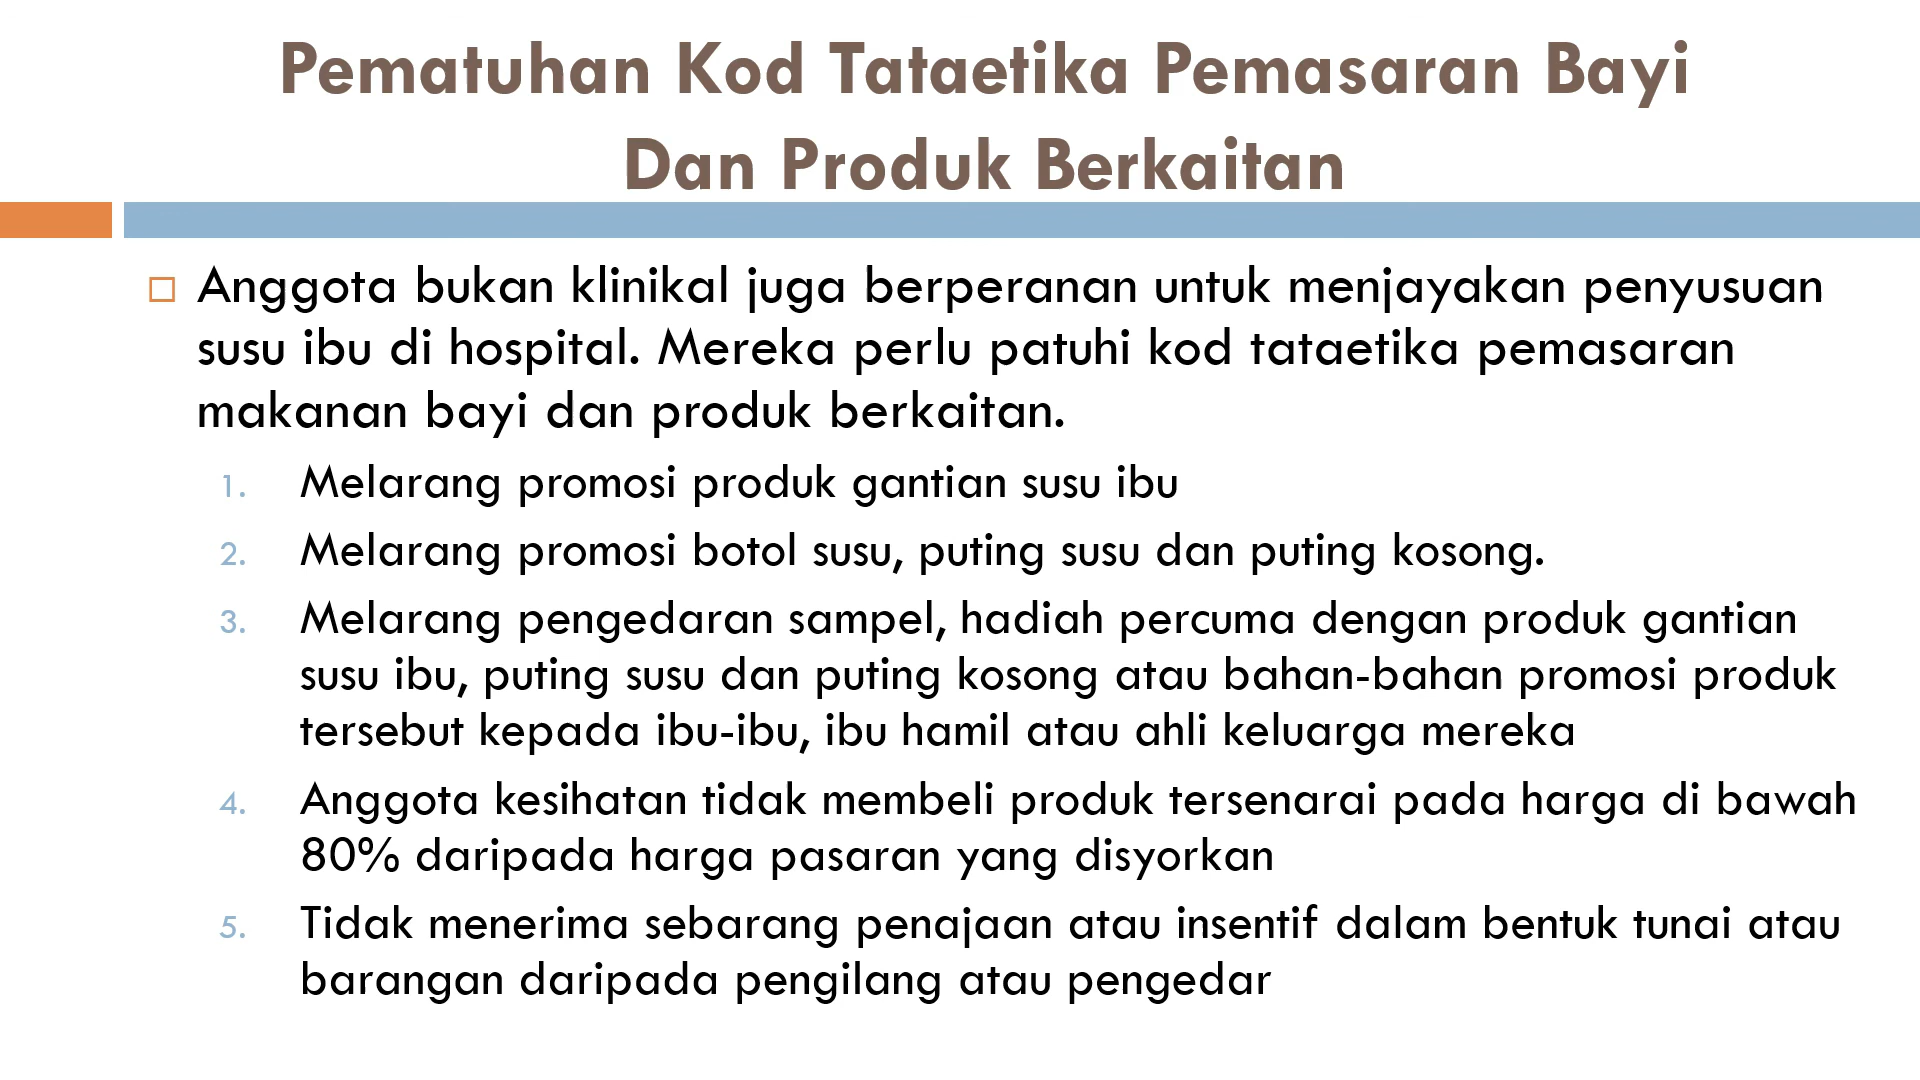 Pematuhan Kod Tataetika Pemasaran Bayi
Dan Produk Berkaitan
Anggota bukan klinikal juga berperanan untuk menjayakan penyusuan
susu ibu di hospital. Mereka perlu patuhi kod tataetika pemasaran
makanan bayi dan produk berkaitan.
1. Melarang promosi produk gantian susu ibu
2. Melarang promosi botol susu, puting susu dan puting kosong.
3. Melarang pengedaran sampel, hadiah percuma dengan produk gantian
susu ibu, puting susu dan puting kosong atau bahan-bahan promosi produk
tersebut kepada ibu-ibu, ibu hamil atau ahli keluarga mereka
4. Anggota kesihatan tidak membeli produk tersenarai pada harga di bawah
80% daripada harga pasaran yang disyorkan
5. Tidak menerima sebarang penajaan atau insentif dalam bentuk tunai atau
barangan daripada pengilang atau pengedar